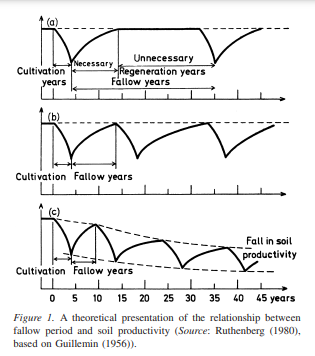 (a)
Necessary
Unnecessary
Cultivation
years
Regeneration years
Fallow years
(b)
Cultivation Fallow years
(c)
Fall in soil
productivity
Cultivation Fallow years
0 5 10 15 20 25 30 35 40 45 years
Figure 1. A theoretical presentation of the relationship between
fallow period and soil productivity (Source: Ruthenberg (1980),
based on Guillemin (1956)).